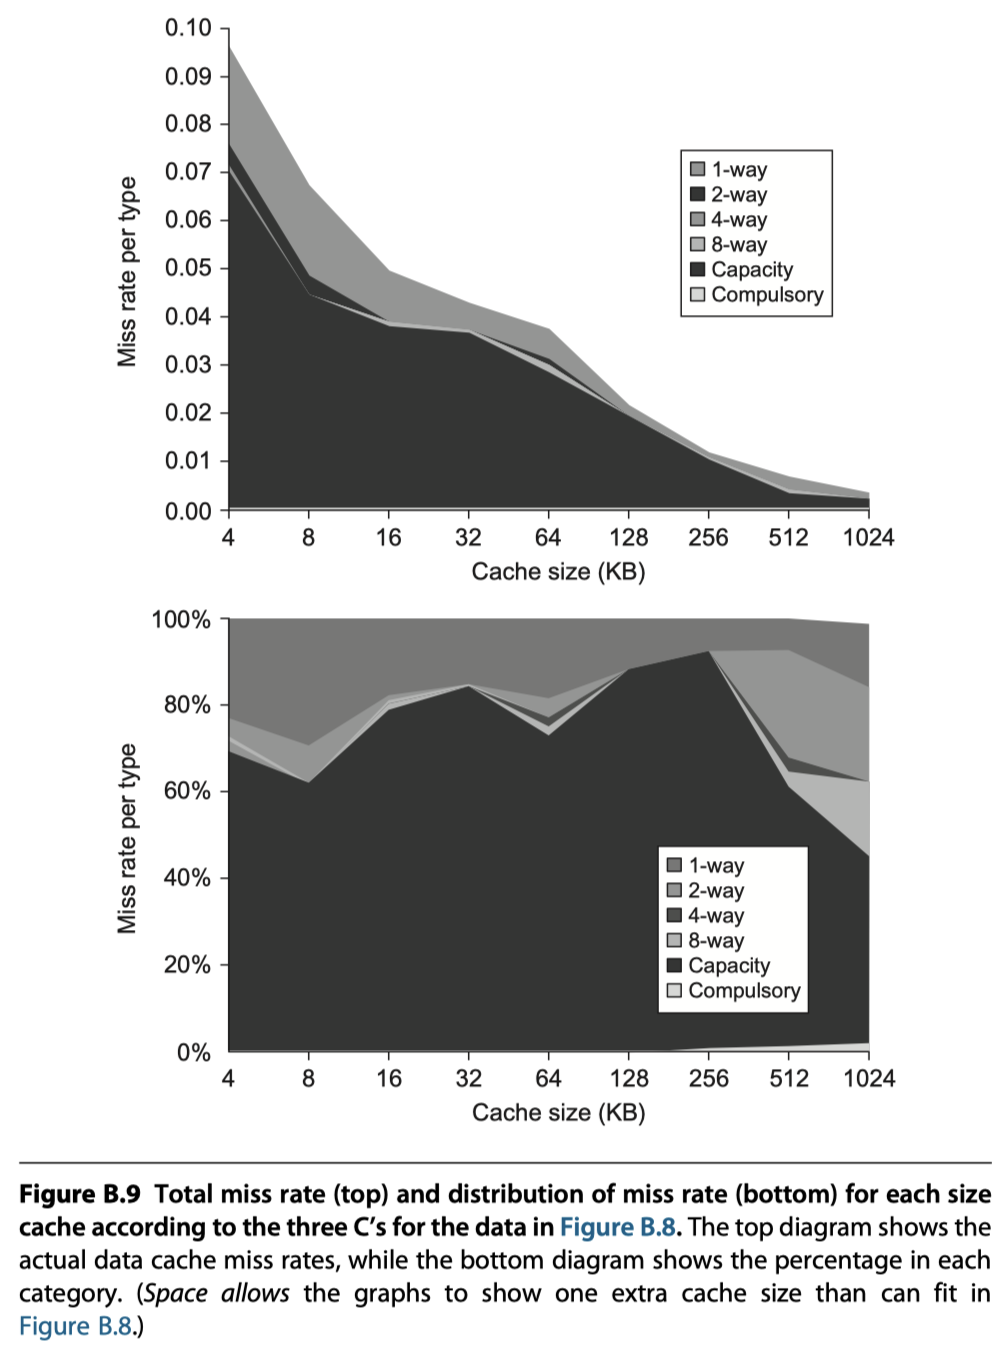 0.10
0.09
0.08
0.07
0.06
0.05
0.04
0.03
0.02
0.01
0.00
Miss rate per type
1-way
2-way
4-way
8-way
Capacity
Compulsory
4 8 16 32 64 128 256 512 1024
Cache size (KB)
100%
80%
60%
40%
20%
0%
Miss rate per type
1-way
2-way
4-way
8-way
Capacity
Compulsory
4 8 16 32 64 128 256 512 1024
Cache size (KB)
Figure B.9 Total miss rate (top) and distribution of miss rate (bottom) for each size
cache according to the three C's for the data in Figure B.8. The top diagram shows the
actual data cache miss rates, while the bottom diagram shows the percentage in each
category. (Space allows the graphs to show one extra cache size than can fit in
Figure B.8.)